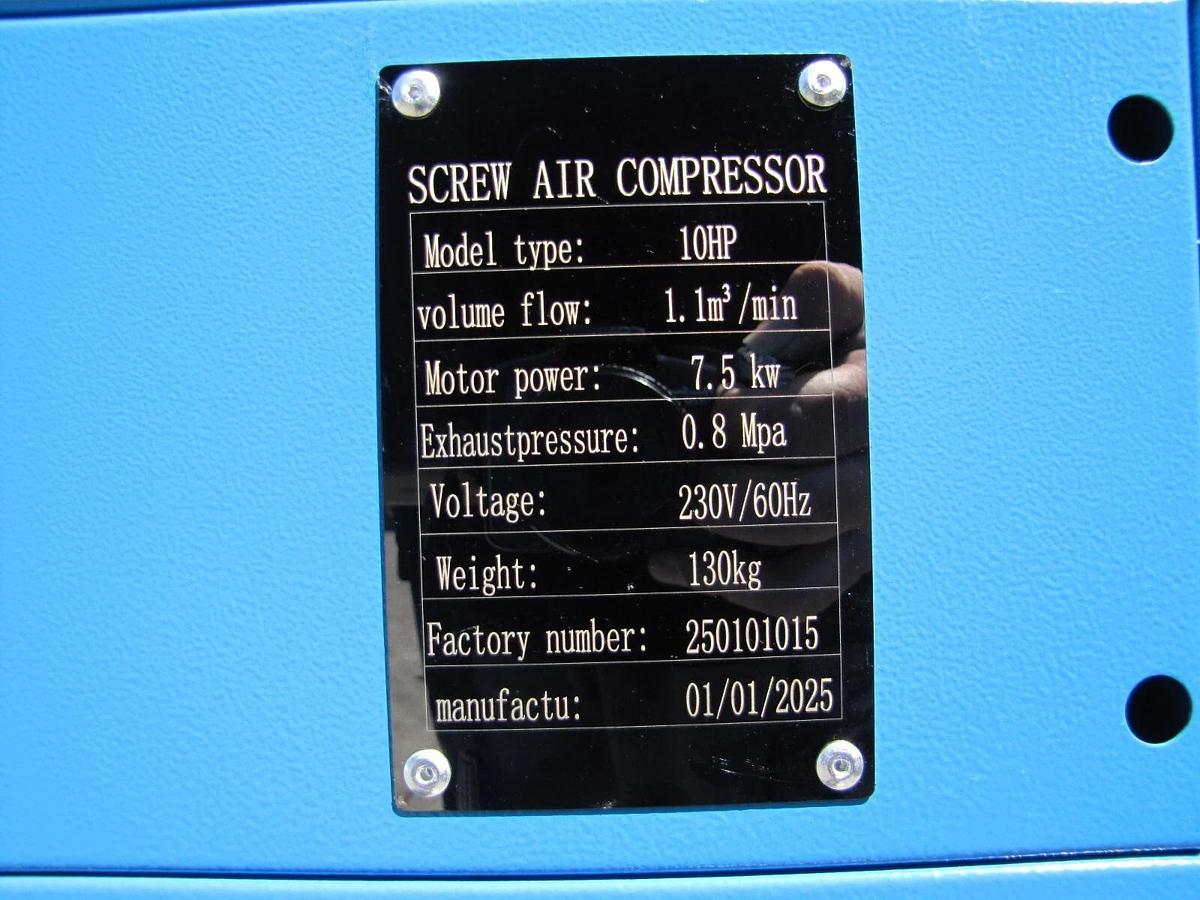 SCREW AIR COMPRESSOR
Model type: 10HP
volume flow: 1.1m³/min
Motor power: 7.5 kw
Exhaustpressure: 0.8 Mpa
Voltage: 230V/60Hz
Weight: 130kg
Factory number: 250101015
manufactu: 01/01/2025